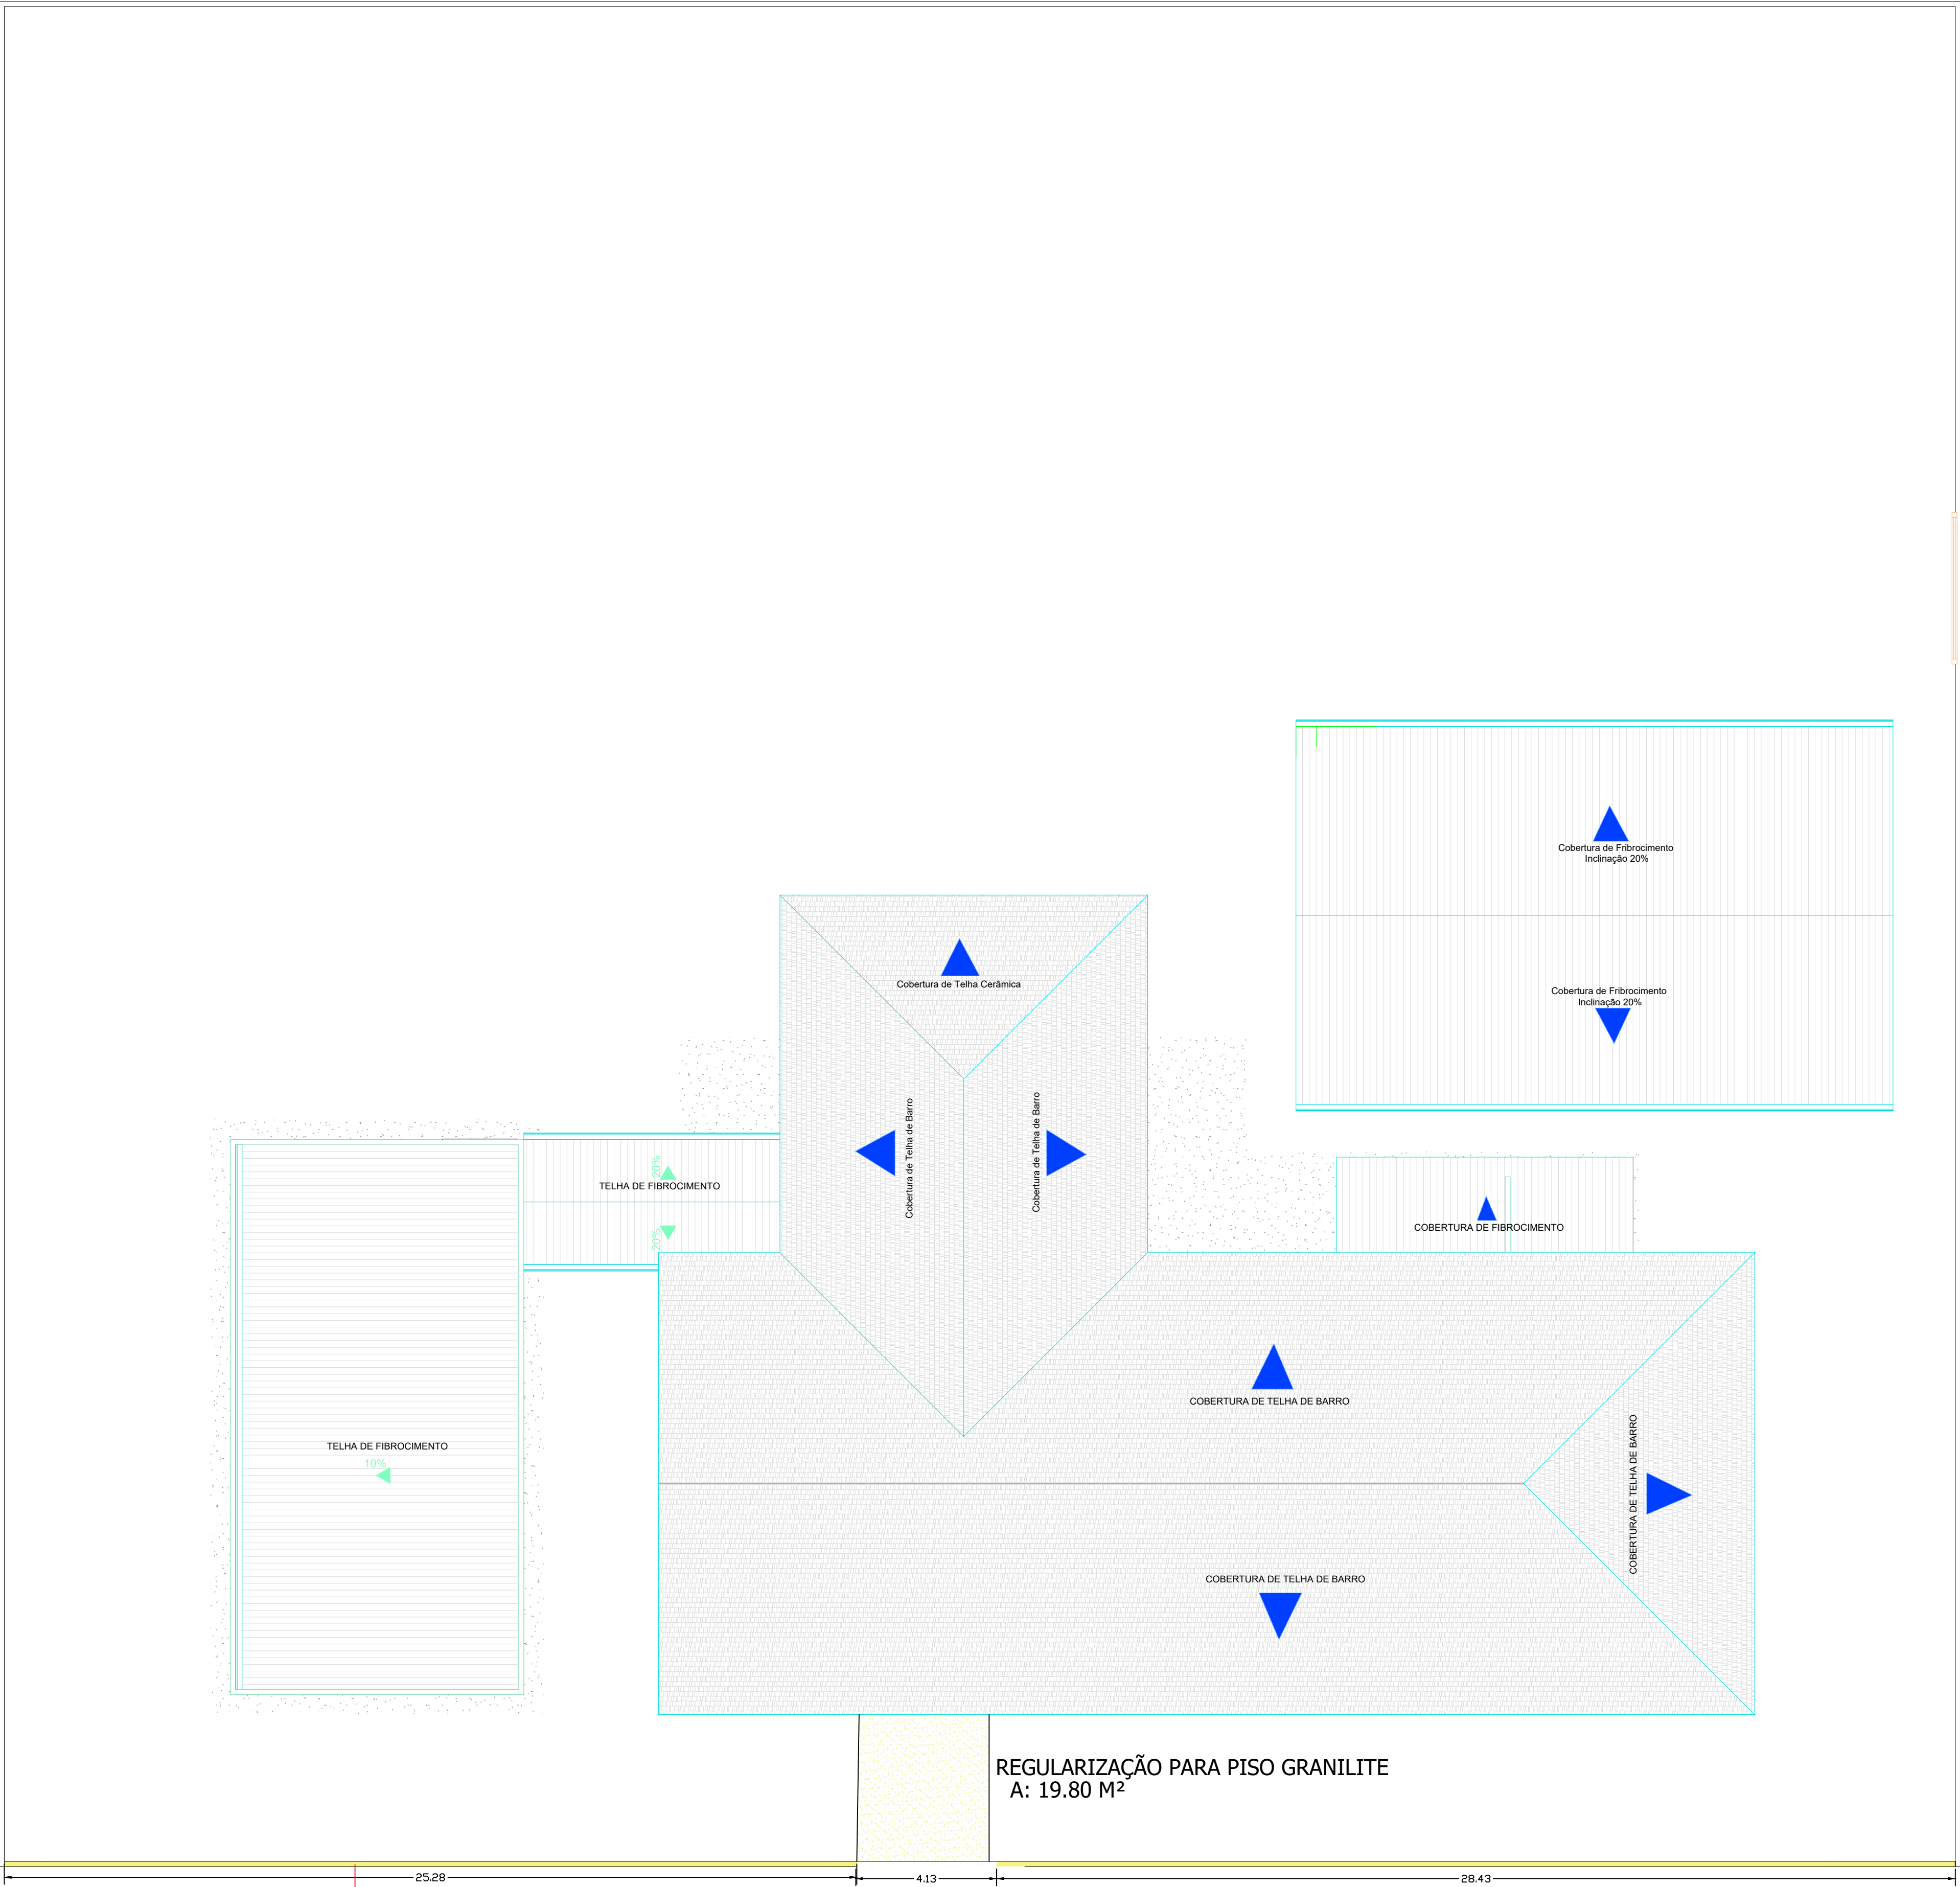 Cobertura de Fribrocimento
Inclinação 20%
Cobertura de Telha Cerâmica
Cobertura de Fribrocimento
Inclinação 20%
Cobertura de Telha de Barro
Cobertura de Telha de Barro
20%
TELHA DE FIBROCIMENTO
20%
COBERTURA DE FIBROCIMENTO
COBERTURA DE TELHA DE BARRO
TELHA DE FIBROCIMENTO
10%
COBERTURA DE TELHA DE BARRO
COBERTURA DE TELHA DE BARRO
REGULARIZAÇÃO PARA PISO GRANILITE
A: 19.80 M²
25.28
4.13
28.43